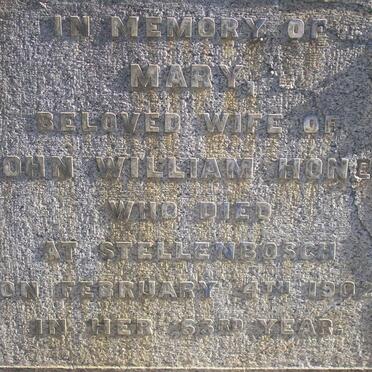 IN MEMORY OF
MARY,
BELOVED WIFE OF
OHN WILLIAM HONE
WHO DIED
AT STELLENBOSCH
ON FEBRUARY 4TH 1902
IN HER 63RD YEAR.